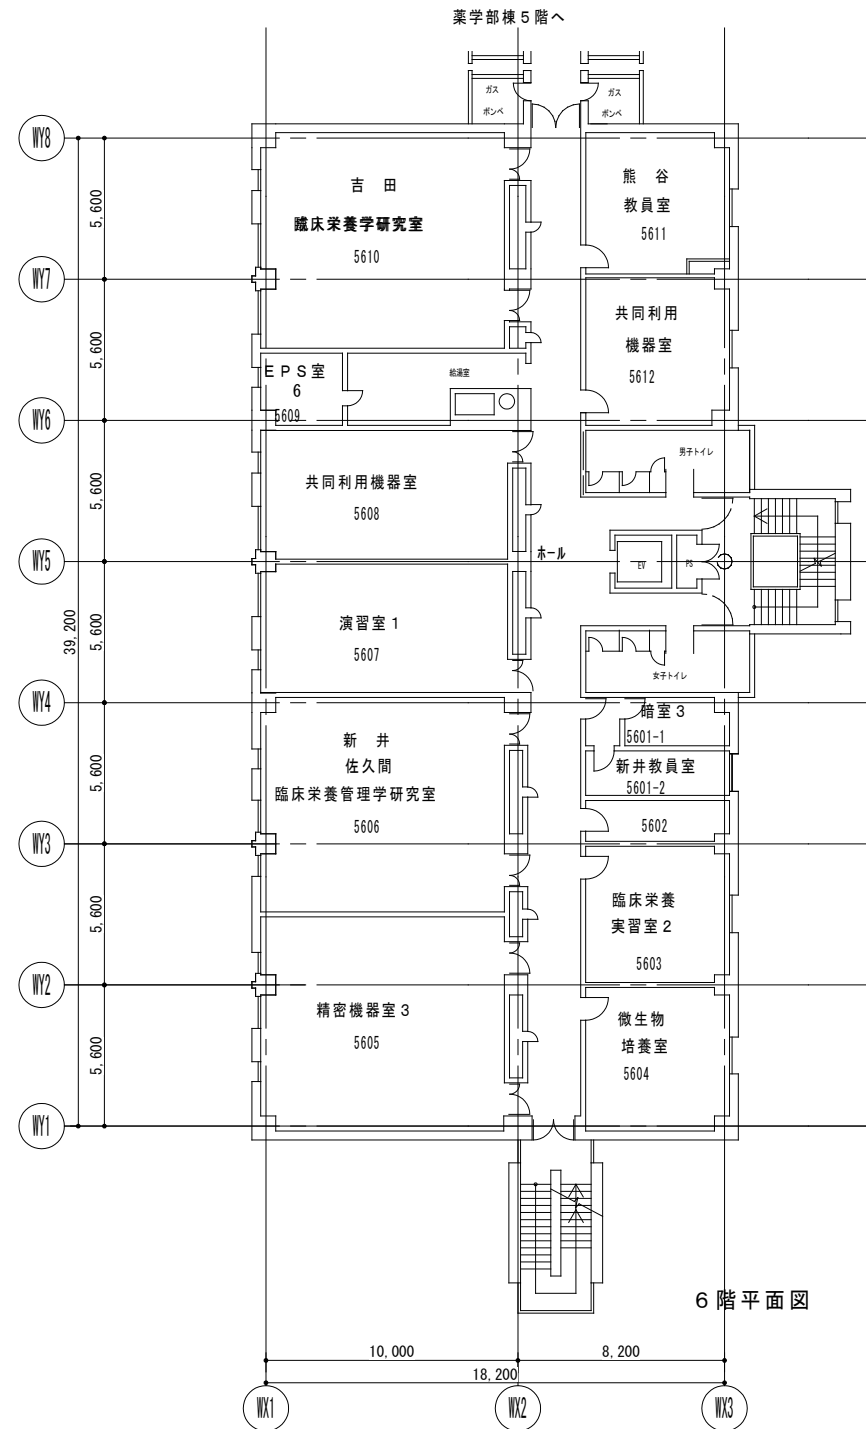 薬学部棟5階へ
ガス
ボンベ
ガス
ボンベ
WY8
5,600
吉 田
臨床栄養学研究室
5610
熊 谷
教員室
5611
WY7
5,600
共同利用
機器室
5612
EPS室
6
5609
給湯室
WY6
5,600
共同利用機器室
5608
男子トイレ
ホール
EV
PS
WY5
39,200
5,600
演習室1
5607
女子トイレ
WY4
5,600
新 井
佐久間
臨床栄養管理学研究室
5606
暗室3
5601-1
新井教員室
5601-2
5602
WY3
5,600
臨床栄養
実習室2
5603
WY2
5,600
精密機器室3
5605
微生物
培養室
5604
WY1
6階平面図
10,000
8,200
18,200
WX1
WX2
WX3